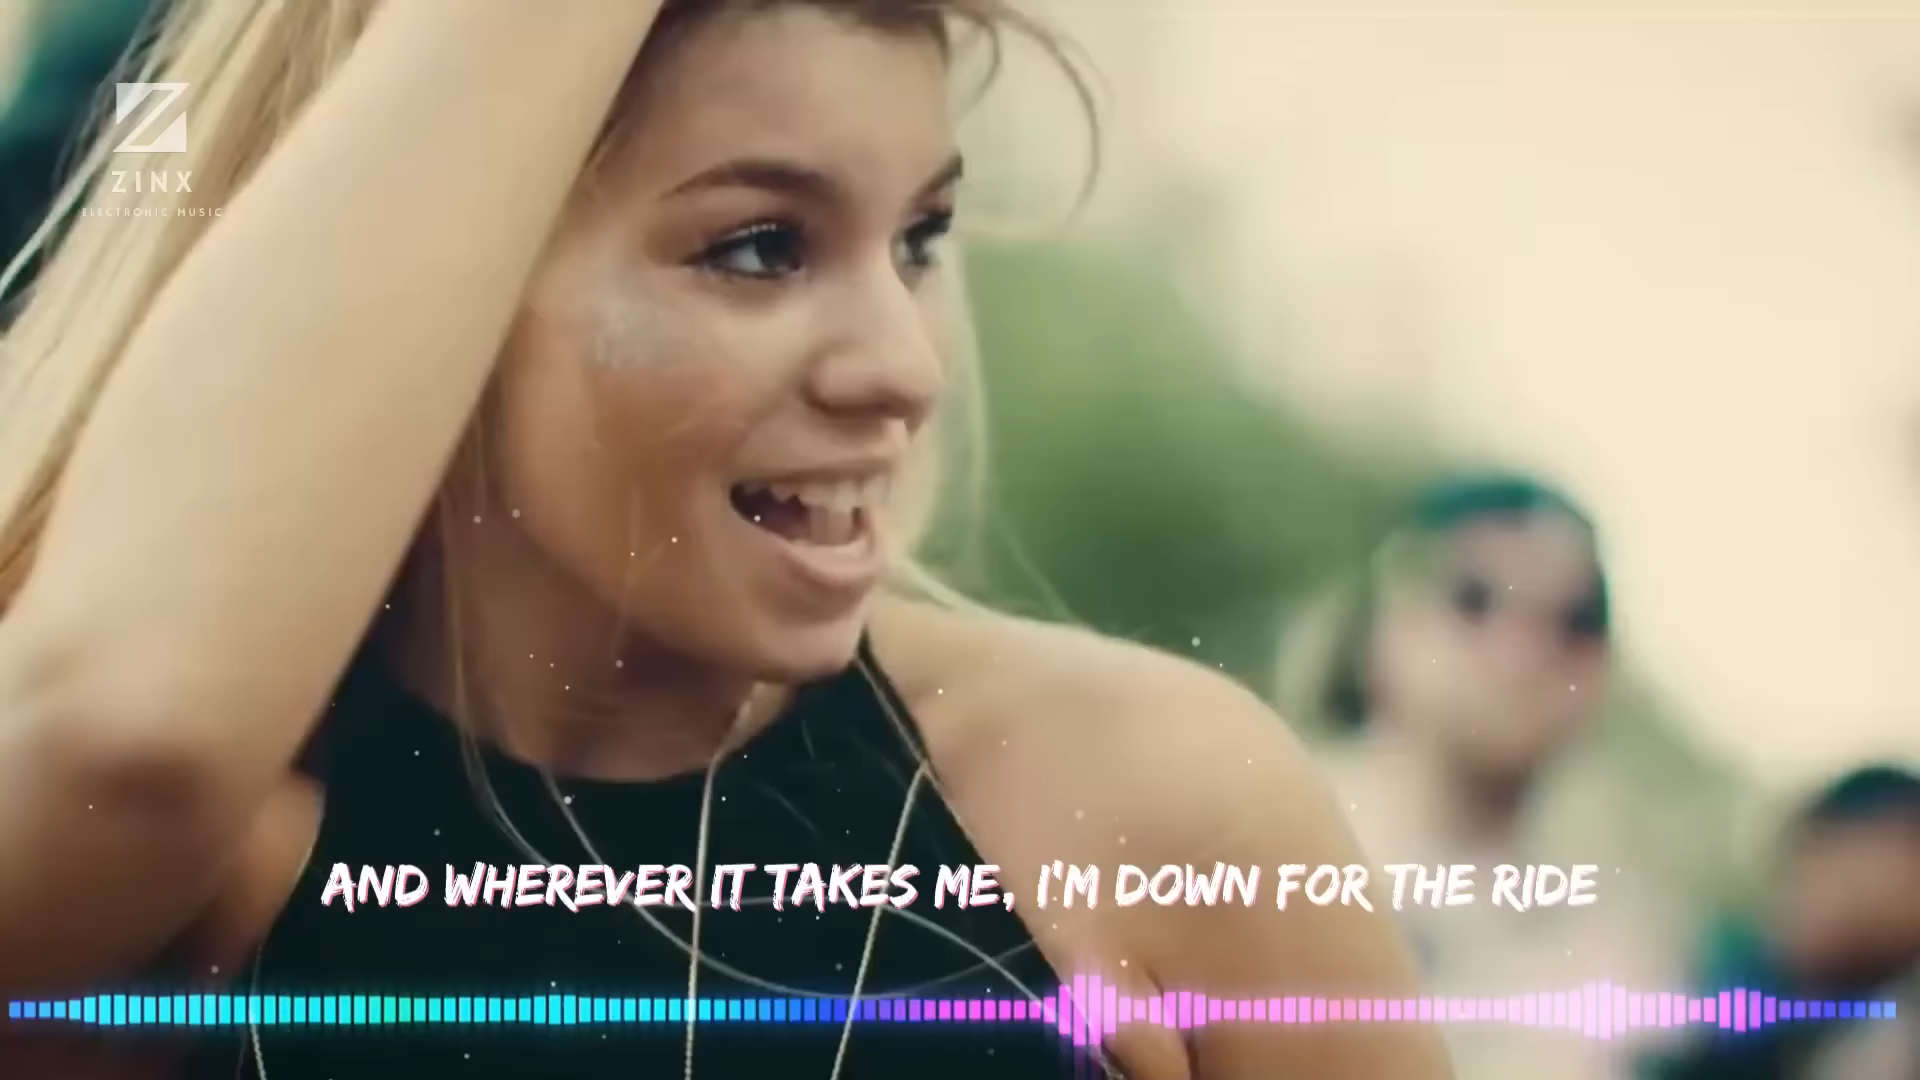 ZINX
ELECTRONIC MUSIC
AND WHEREVER IT TAKES ME, I'M DOWN FOR THE RIDE